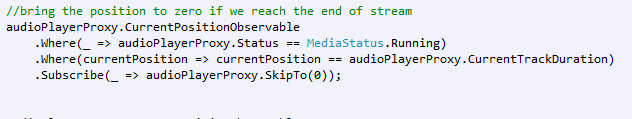 //bring the position to zero if we reach the end of stream
audioPlayerProxy.CurrentPositionObservable
.Where(_ => audioPlayerProxy.Status == MediaStatus.Running)
.Where(currentPosition => currentPosition == audioPlayerProxy.CurrentTrackDuration)
.Subscribe(_ => audioPlayerProxy.SkipTo(0));